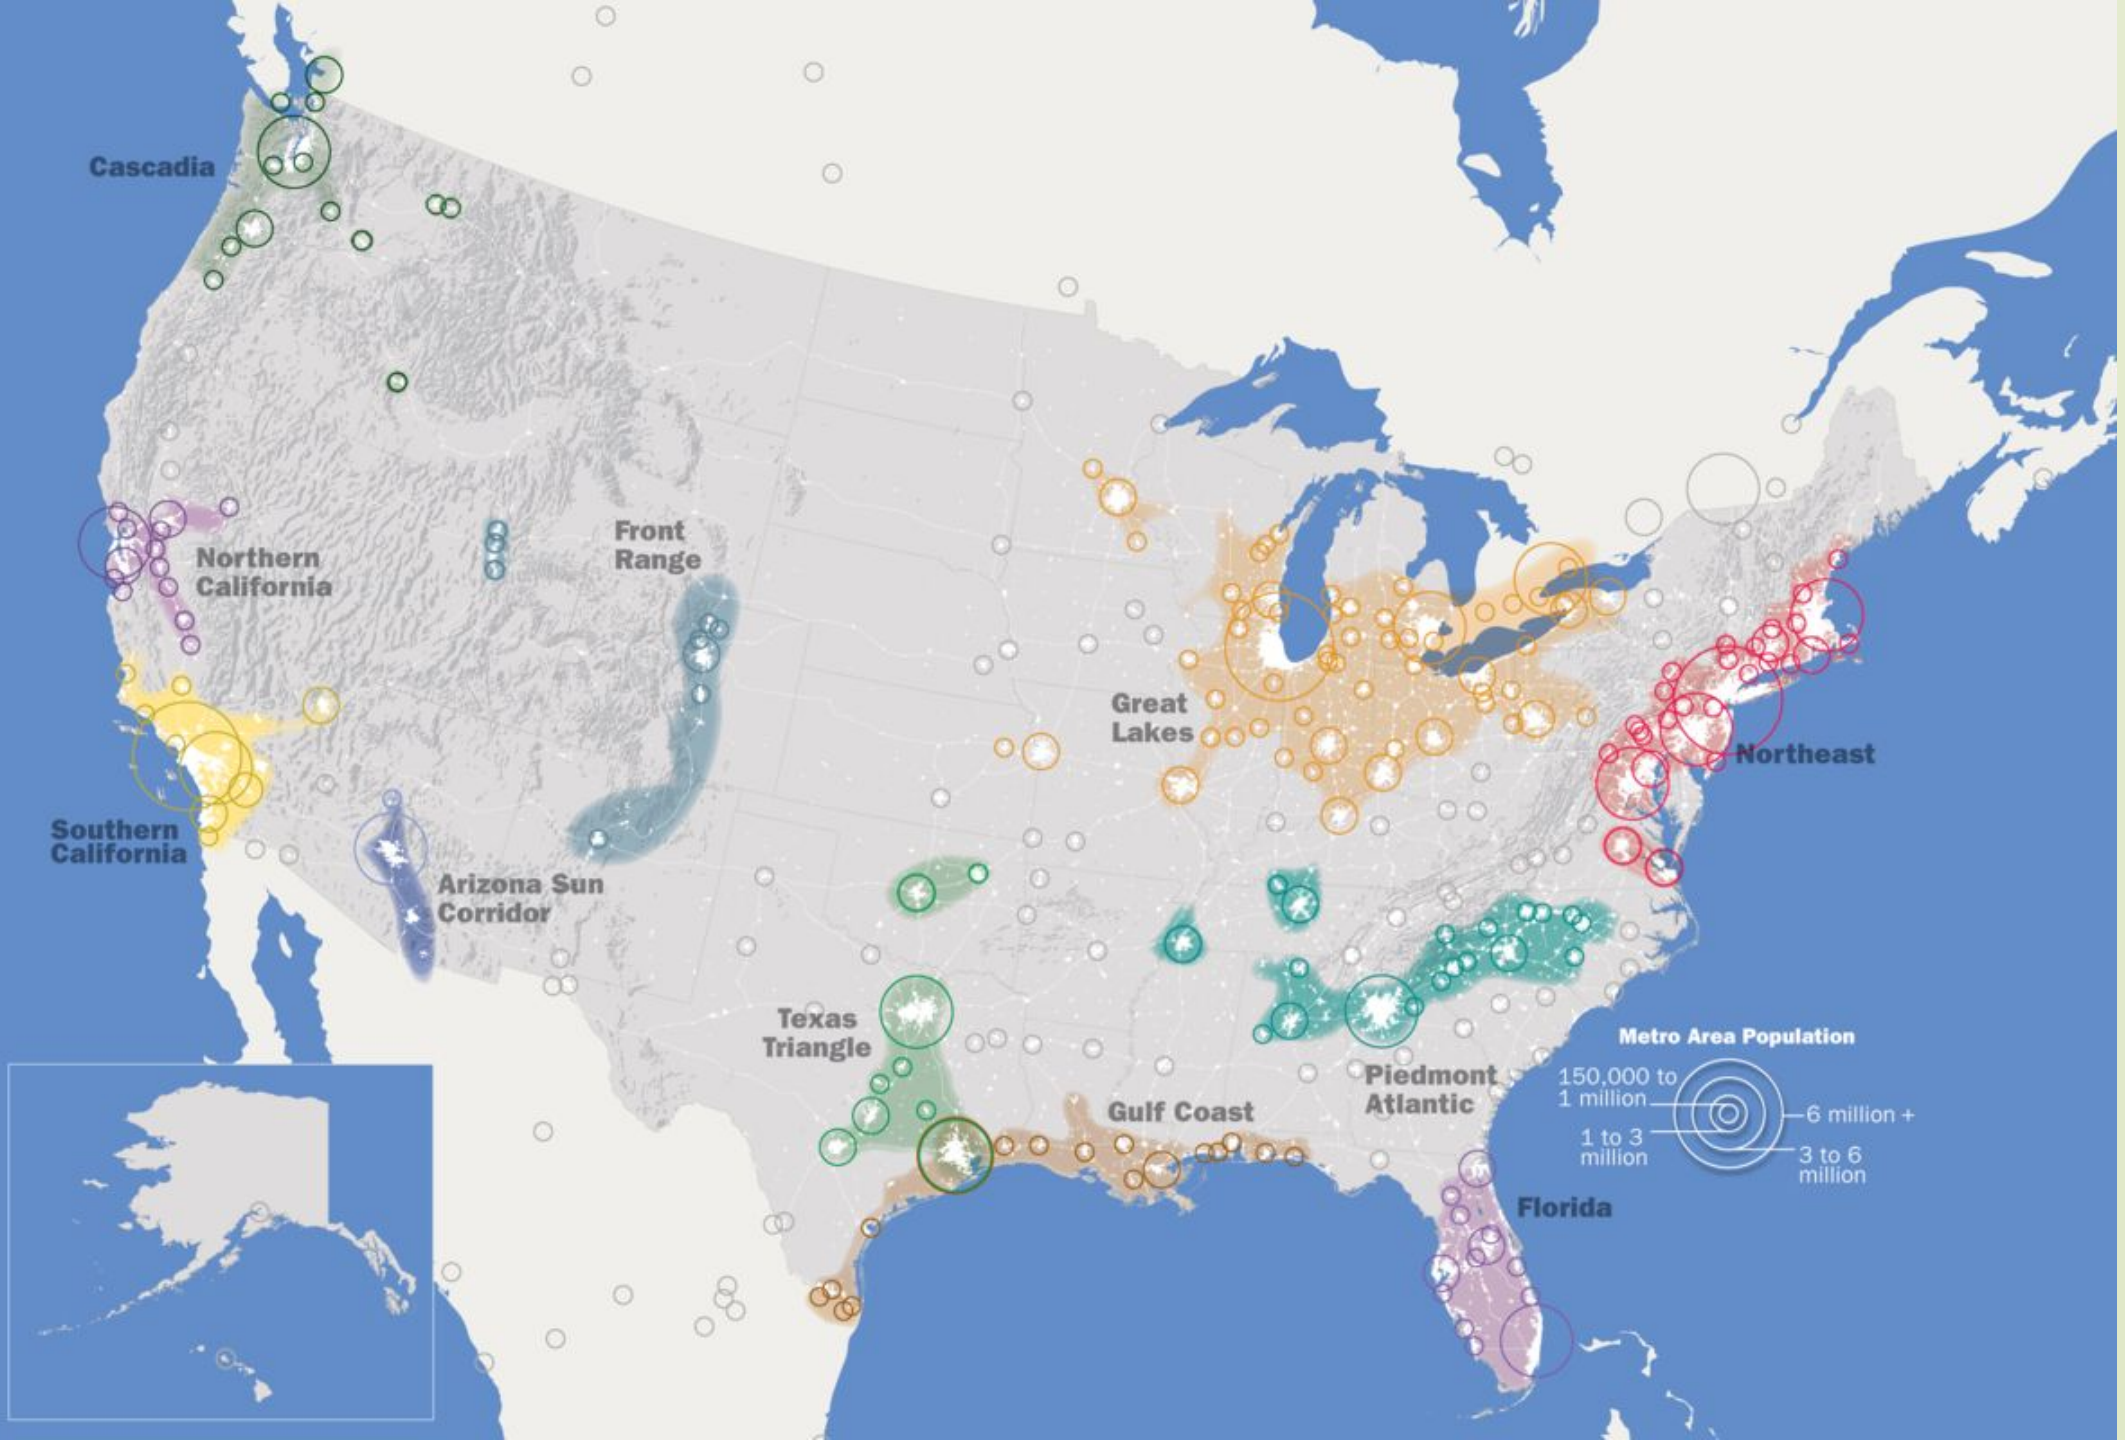 Cascadia
Northern
California
Front
Range
Southern
California
Arizona Sun
Corridor
Great
Lakes
Northeast
Texas
Triangle
Gulf Coast
Piedmont
Atlantic
Florida
Metro Area Population
150,000 to
1 million
6 million +
1 to 3
million
3 to 6
million